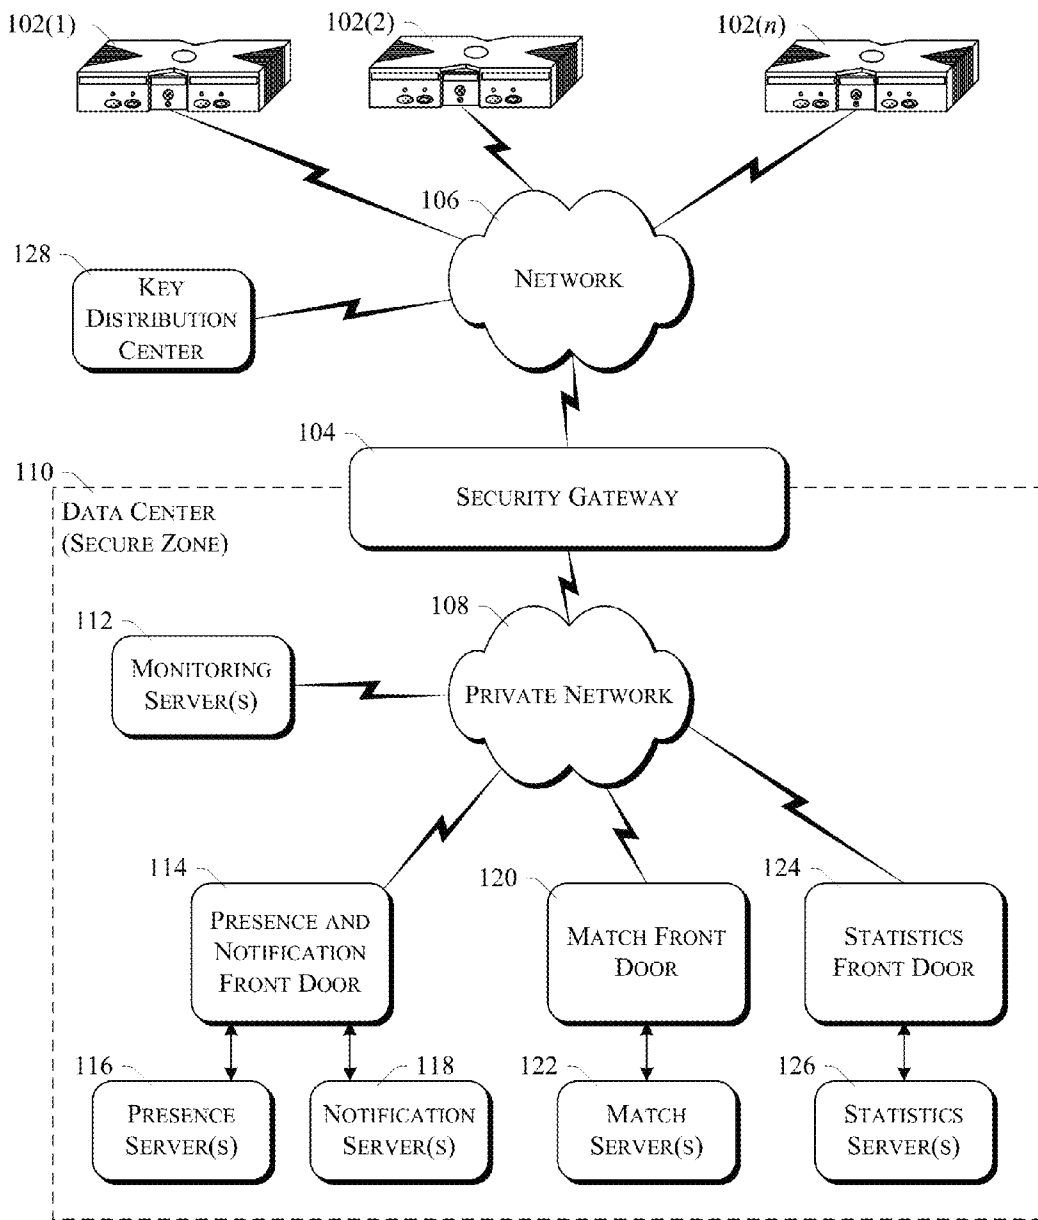 102(1)
102(2)
102(n)
106
NETWORK
128
KEY
DISTRIBUTION
CENTER
104
SECURITY GATEWAY
110
DATA CENTER
(SECURE ZONE)
108
PRIVATE NETWORK
112
MONITORING
SERVER(S)
114
PRESENCE AND
NOTIFICATION
FRONT DOOR
120
MATCH FRONT
DOOR
124
STATISTICS
FRONT DOOR
116
PRESENCE
SERVER(S)
118
NOTIFICATION
SERVER(S)
122
MATCH
SERVER(S)
126
STATISTICS
SERVER(S)